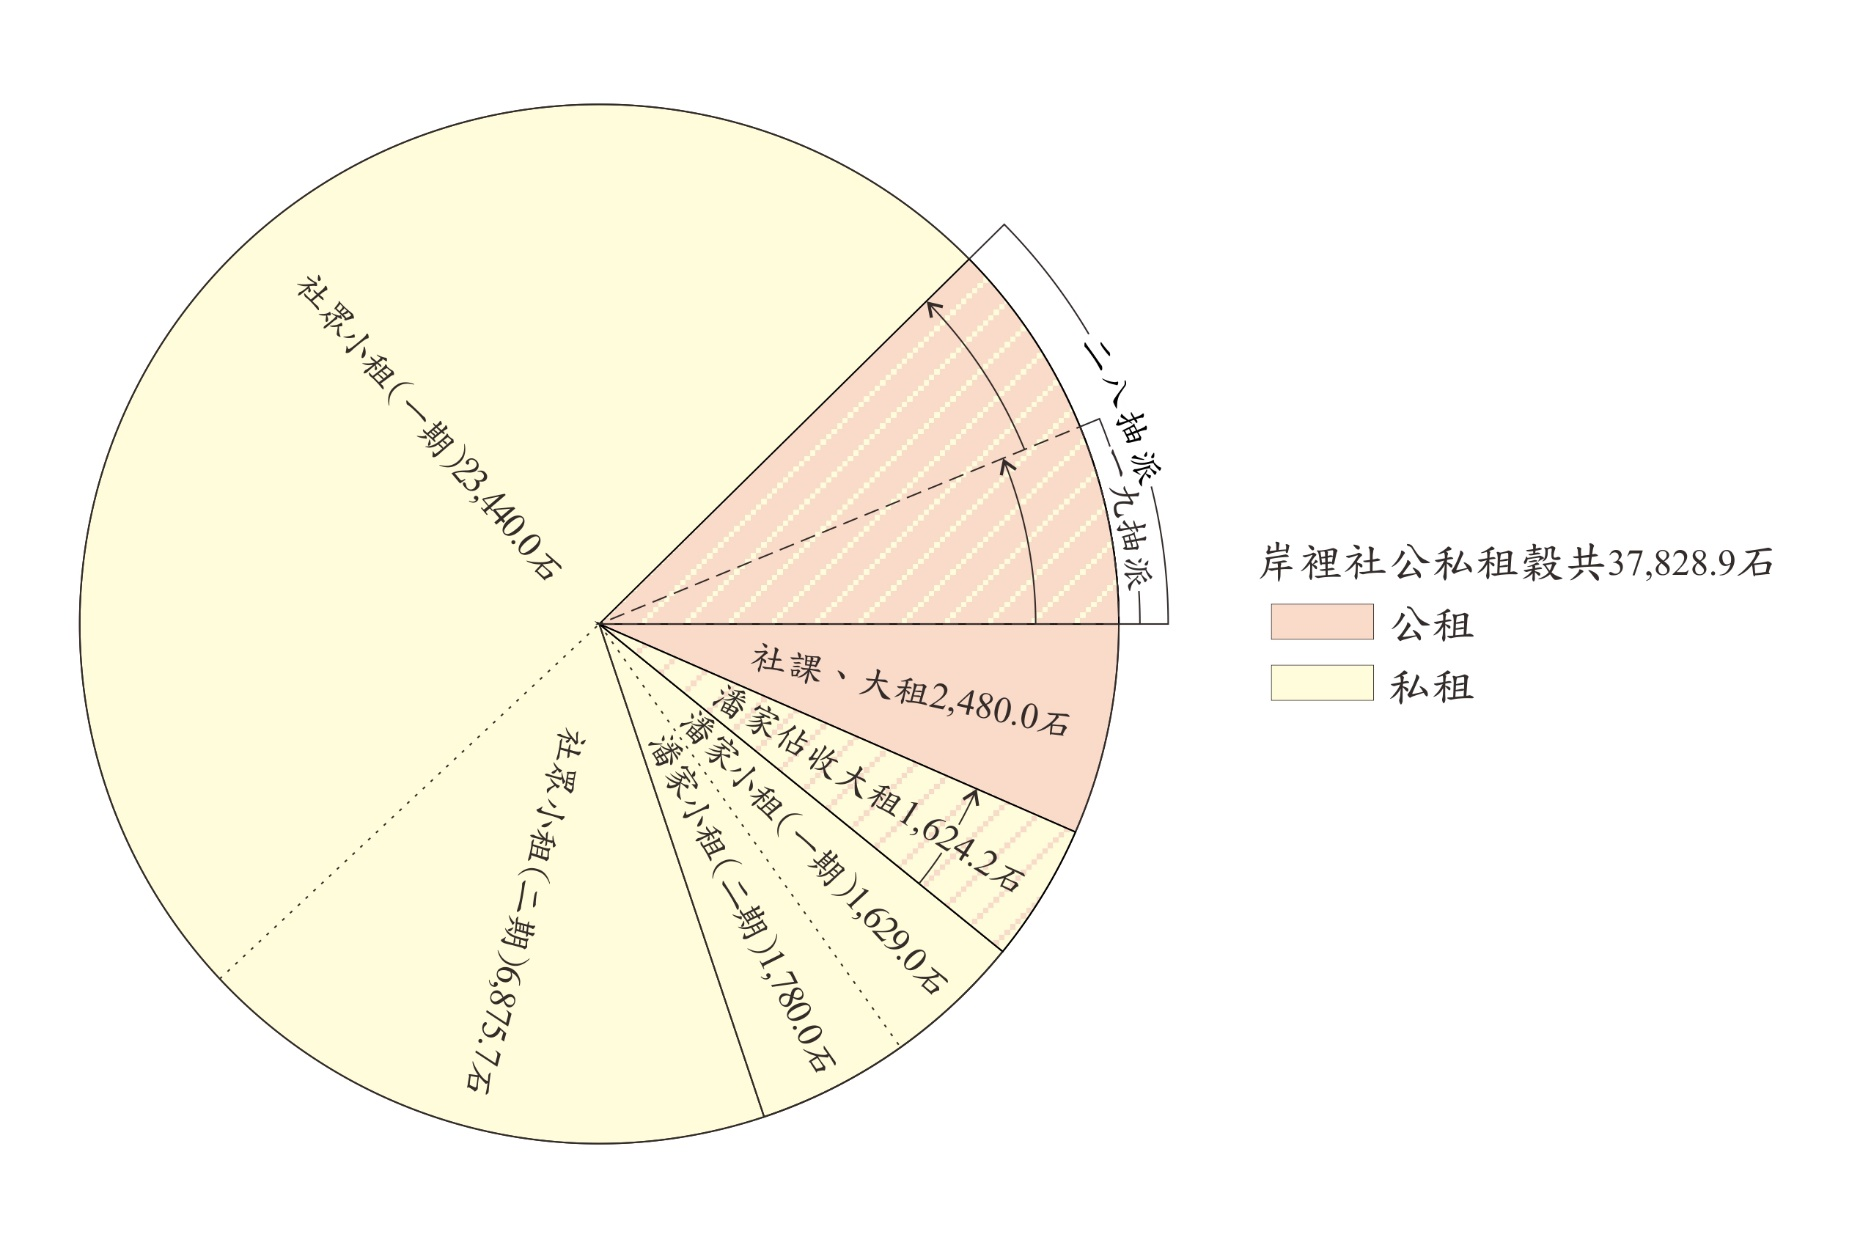 社眾小租(一期)23,440.0石
二八抽派
一九抽派
社課、大租2,480.0石
潘家佔收大租1,624.2石
潘家小租(一期)1,629.0石
潘家小租(二期)1,780.0石
社眾小租(二期)6,875.7石
岸裡社公私租穀共37,828.9石
公租
私租